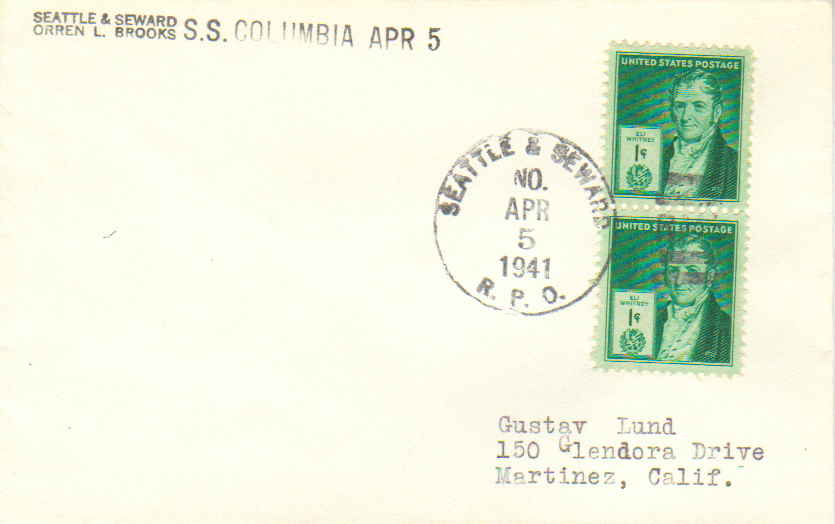 SEATTLE & SEWARD
ORREN L. BROOKS S.S. COLUMBIA APR 5
UNITED STATES POSTAGE
ELI
WHITNEY
1¢
SEATTLE & SEWARD
NO.
APR
5
1941
R. P. O.
UNITED STATES POSTAGE
ELI
WHITNEY
1¢
Gustav Lund
150 Glendora Drive
Martinez, Calif.